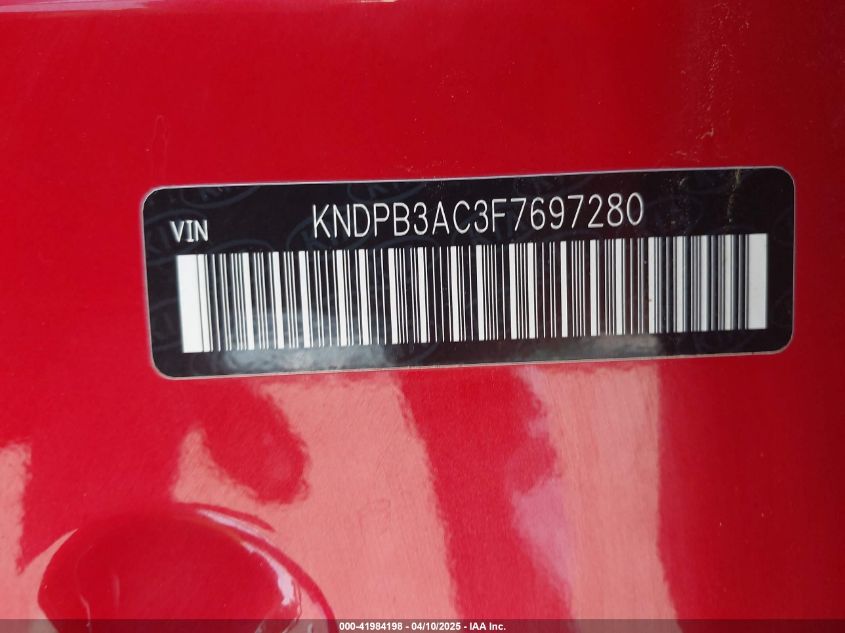 VIN KNDPB3AC3F7697280
000-41984198 - 04/10/2025 - IAA Inc.